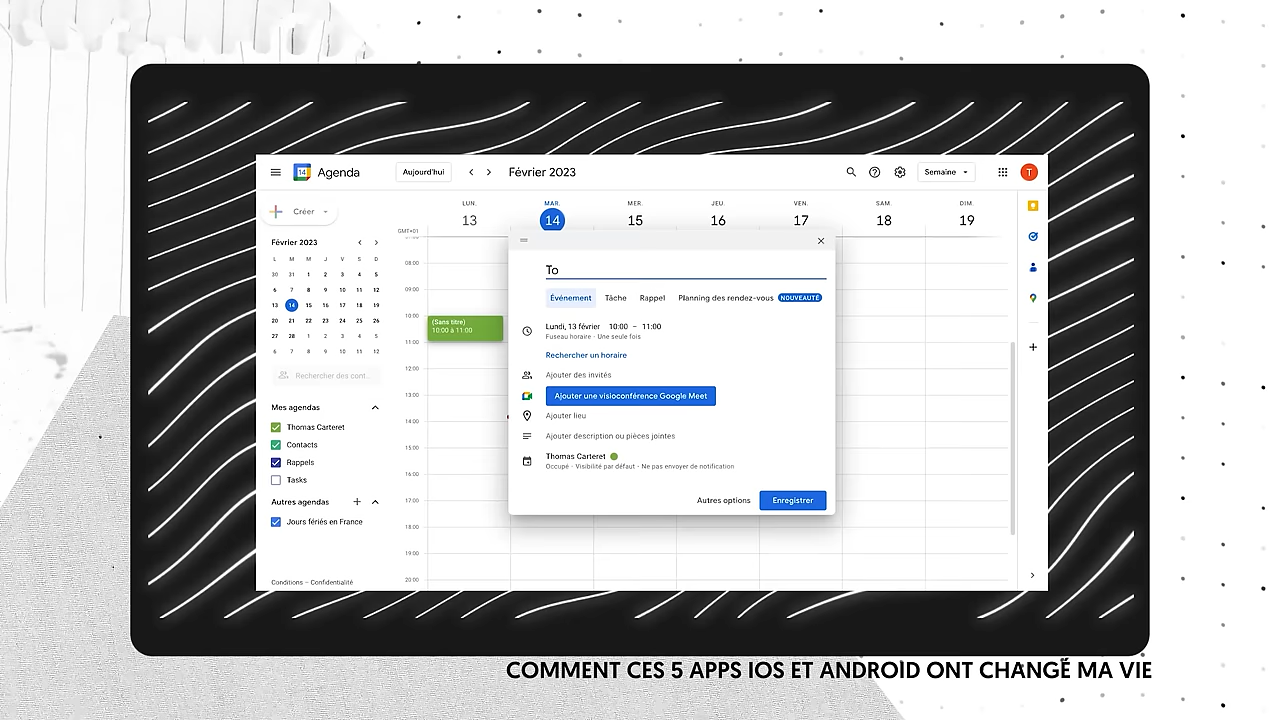 14 Agenda Aujourd'hui Février 2023 Semaine T
Créer
LUN. MAR. MER. JEU. VEN. SAM. DIM.
13 14 15 16 17 18 19
GMT+01
Février 2023
L M M J V S D
30 31 1 2 3 4 5
6 7 8 9 10 11 12
13 14 15 16 17 18 19
20 21 22 23 24 25 26
27 28 1 2 3 4 5
6 7 8 9 10 11 12
Rechercher des cont...
Mes agendas
Thomas Carteret
Contacts
Rappels
Tasks
Autres agendas
Jours fériés en France
Conditions – Confidentialité
08:00
09:00
10:00
11:00
12:00
13:00
14:00
15:00
16:00
17:00
18:00
19:00
20:00
(Sans titre)
10:00 à 11:00
To
Événement Tâche Rappel Planning des rendez-vous NOUVEAUTÉ
Lundi, 13 février 10:00 – 11:00
Fuseau horaire · Une seule fois
Rechercher un horaire
Ajouter des invités
Ajouter une visioconférence Google Meet
Ajouter lieu
Ajouter description ou pièces jointes
Thomas Carteret
Occupé · Visibilité par défaut · Ne pas envoyer de notification
Autres options Enregistrer
COMMENT CES 5 APPS IOS ET ANDROID ONT CHANGÉ MA VIE